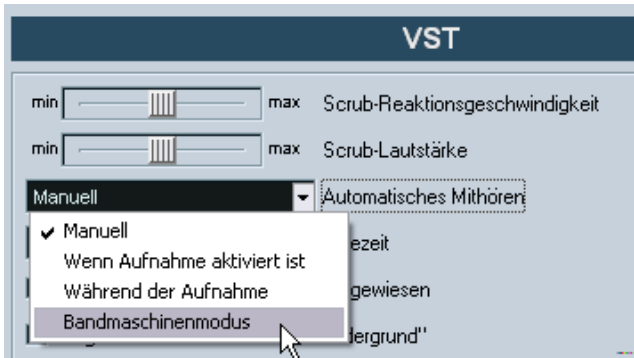 VST
min max Scrub-Reaktionsgeschwindigkeit
min max Scrub-Lautstärke
Manuell Automatisches Mithören
Manuell
Wenn Aufnahme aktiviert ist
Während der Aufnahme
Bandmaschinenmodus